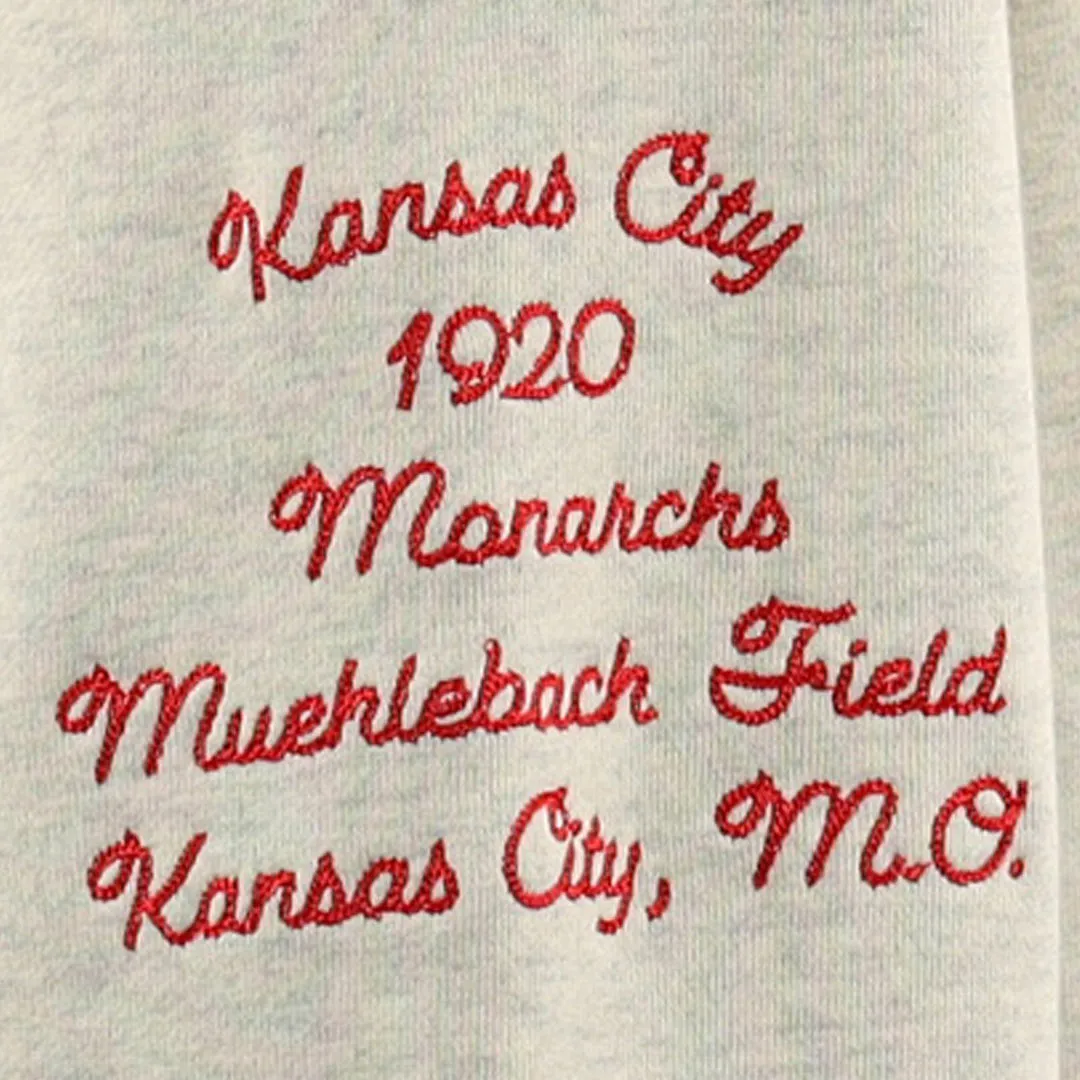 Kansas City
1920
Monarchs
Muehlebach Field
Kansas City, M.O.